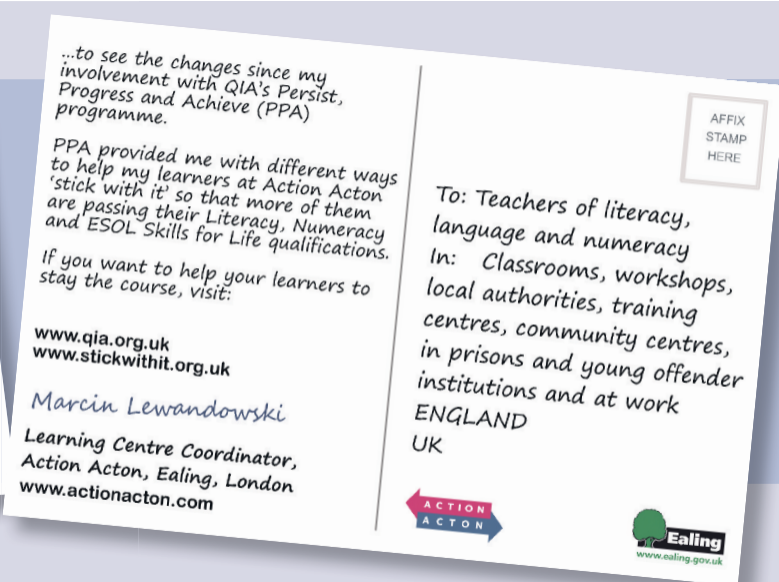 ...to see the changes since my
involvement with QIA's Persist,
Progress and Achieve (PPA)
programme.
PPA provided me with different ways
to help my learners at Action Acton
'stick with it' so that more of them
are passing their Literacy, Numeracy
and ESOL Skills for Life qualifications.
If you want to help your learners to
stay the course, visit:
www.qia.org.uk
www.stickwithit.org.uk
Marcin Lewandowski
Learning Centre Coordinator,
Action Acton, Ealing, London
www.actionacton.com
AFFIX
STAMP
HERE
To: Teachers of literacy,
language and numeracy
In: Classrooms, workshops,
local authorities, training
centres, community centres,
in prisons and young offender
institutions and at work
ENGLAND
UK
ACTION
ACTON
Ealing
www.ealing.gov.uk